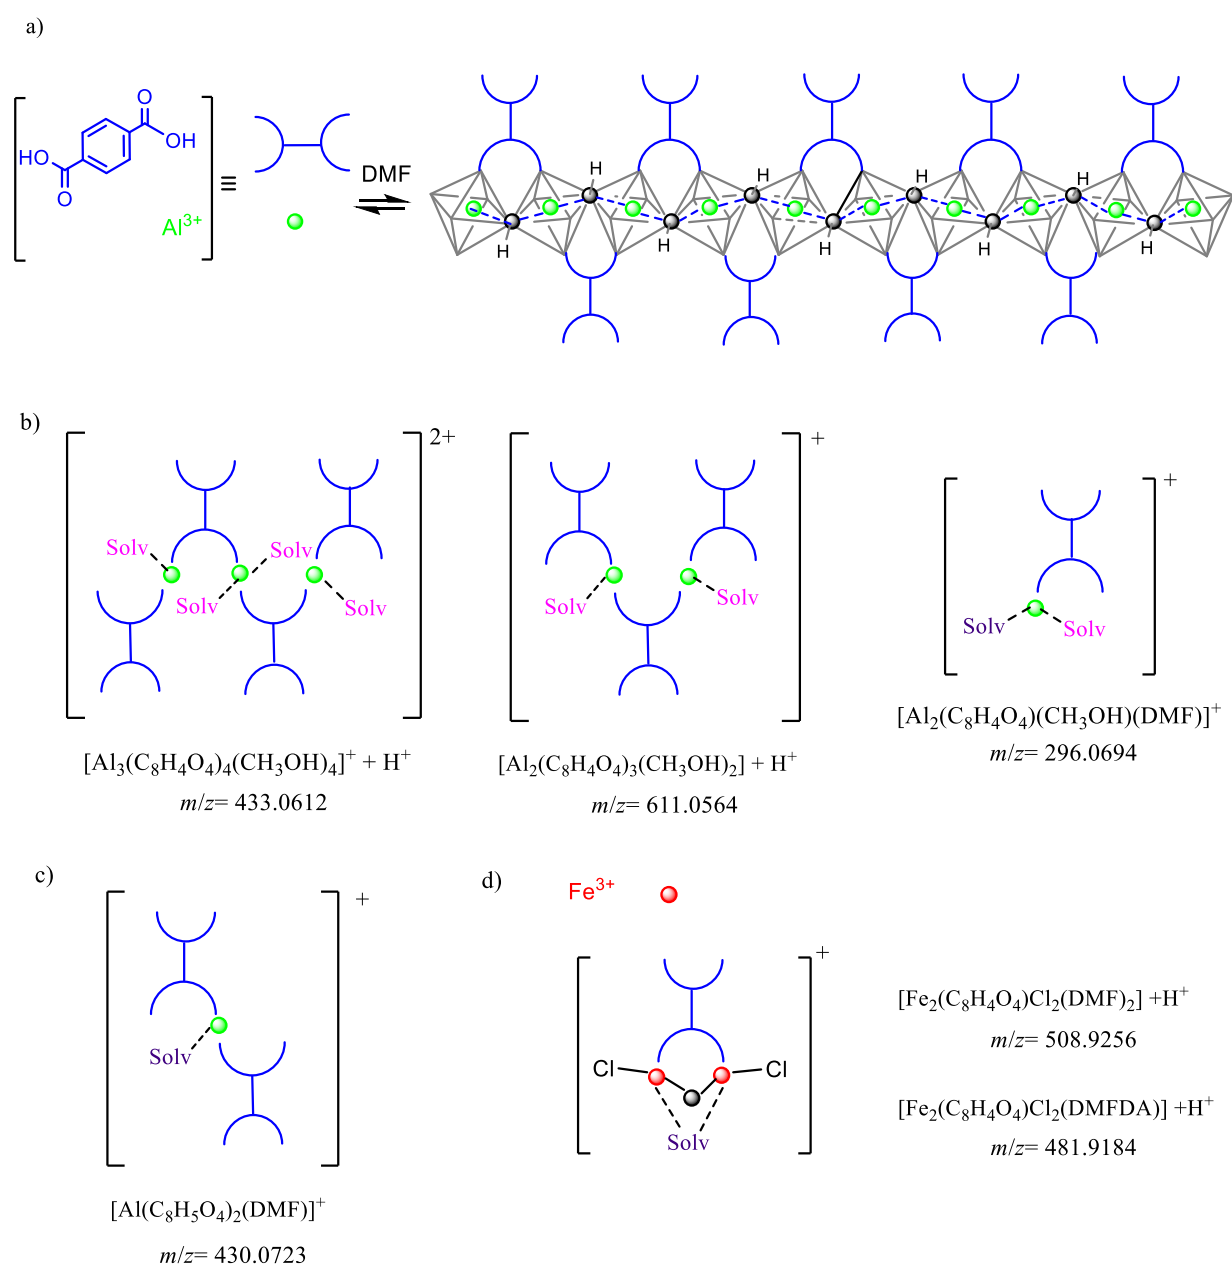 a)
O
OH
HO
O
Al³⁺
≡
DMF
H
H
H
H
H
H
H
H
H
b)
2+
Solv
Solv
Solv
Solv
[Al₃(C₈H₄O₄)₄(CH₃OH)₄]⁺ + H⁺
m/z= 433.0612
+
Solv
Solv
[Al₂(C₈H₄O₄)₃(CH₃OH)₂] + H⁺
m/z= 611.0564
+
Solv
Solv
[Al₂(C₈H₄O₄)(CH₃OH)(DMF)]⁺
m/z= 296.0694
c)
+
Solv
[Al(C₈H₅O₄)₂(DMF)]⁺
m/z= 430.0723
d)
Fe³⁺
+
Cl
Cl
Solv
[Fe₂(C₈H₄O₄)Cl₂(DMF)₂] +H⁺
m/z= 508.9256
[Fe₂(C₈H₄O₄)Cl₂(DMFDA)] +H⁺
m/z= 481.9184